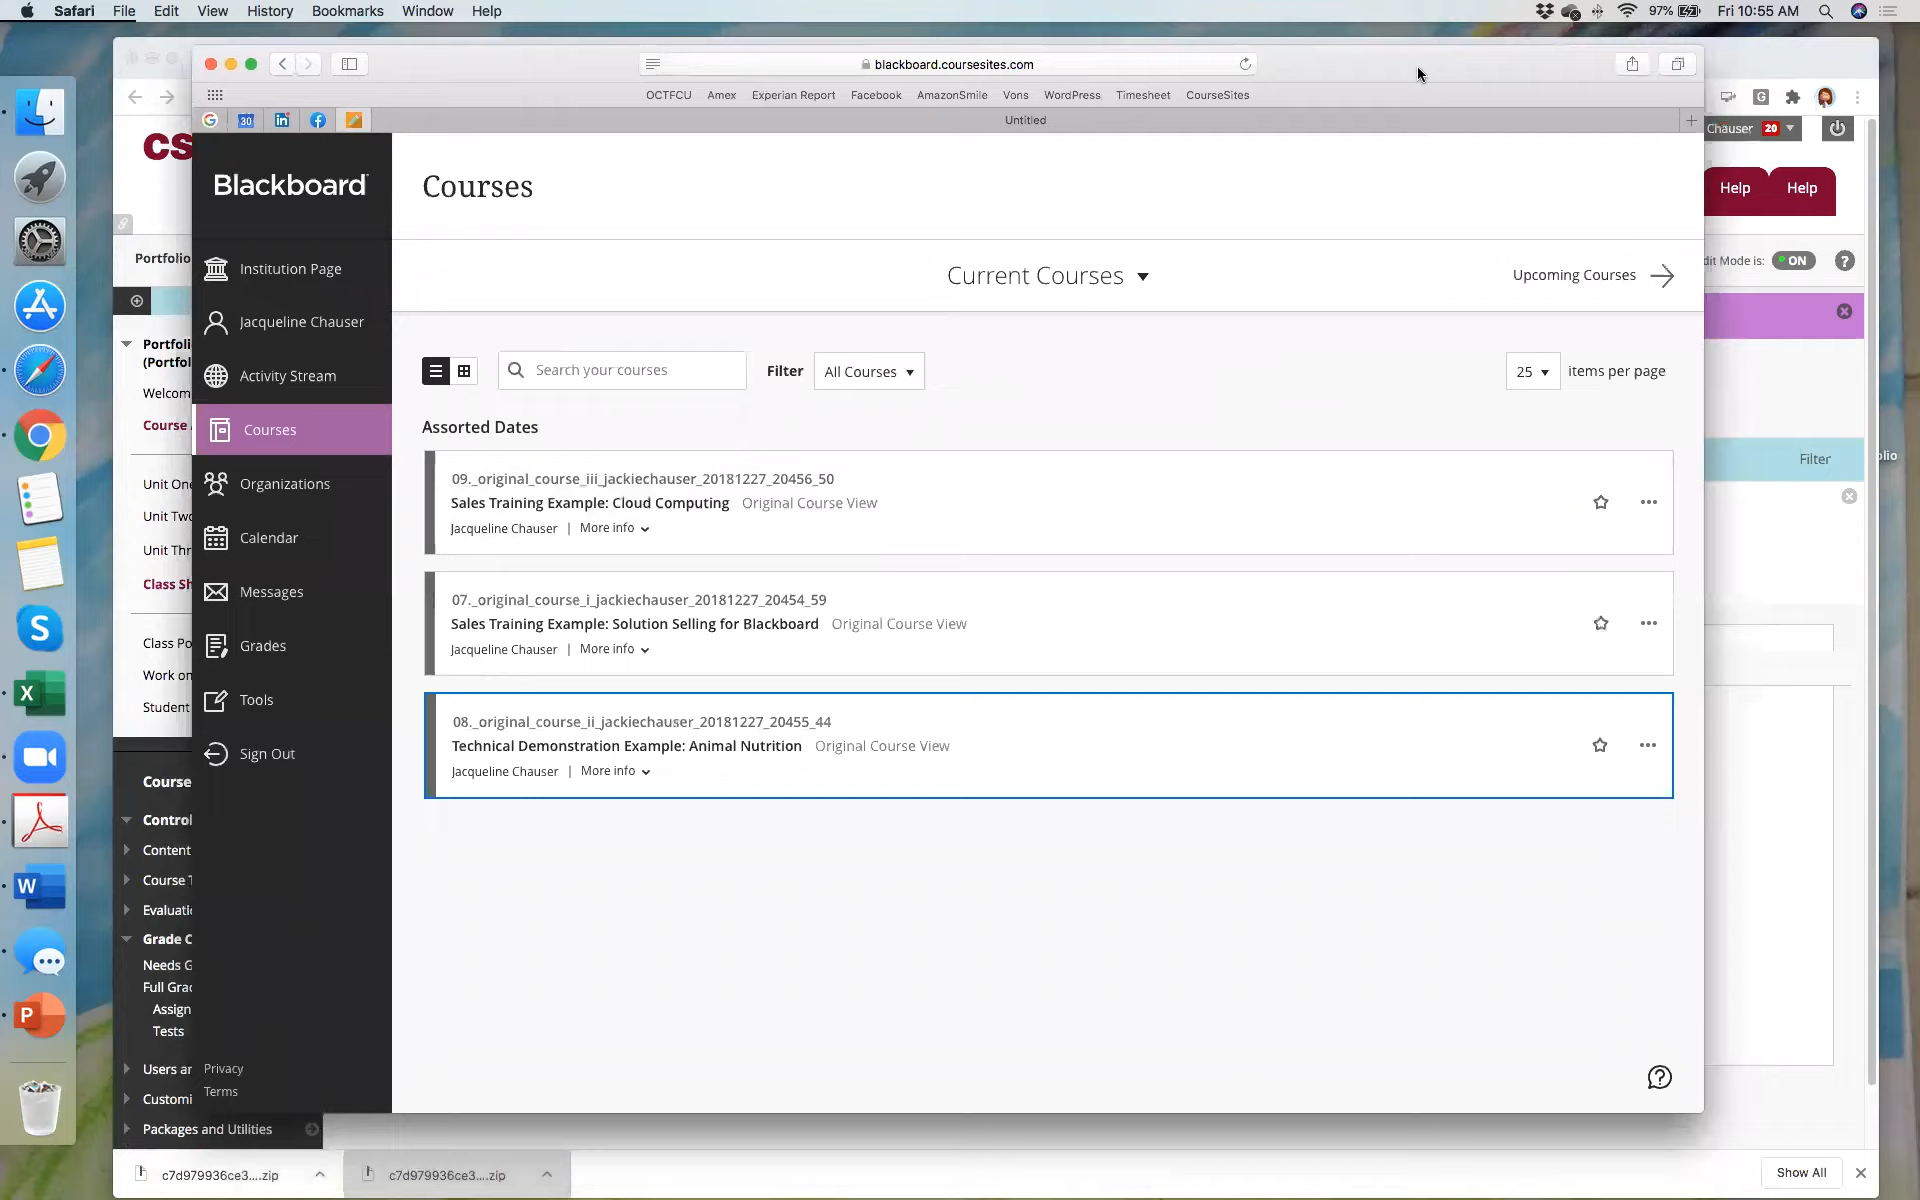 Safari File Edit View History Bookmarks Window Help 97% Fri 10:55 AM
blackboard.coursesites.com
OCTFCU Amex Experian Report Facebook AmazonSmile Vons WordPress Timesheet CourseSites
30 Untitled
CS
Chauser 20
Help Help
Portfolio
dit Mode is: ON ?
Portfoli
(Portfol
Welcom
Course
Unit One
Unit Two
Unit Thr
Class Sh
Class Po
Work on
Student
Course
Control
Content
Course T
Evaluati
Grade C
Needs G
Full Grad
Assign
Tests
Users an
Customi
Packages and Utilities
Filter
olio
Blackboard
Institution Page
Jacqueline Chauser
Activity Stream
Courses
Organizations
Calendar
Messages
Grades
Tools
Sign Out
Privacy
Terms
Courses
Current Courses
Upcoming Courses
Search your courses
Filter All Courses
25 items per page
Assorted Dates
09._original_course_iii_jackiechauser_20181227_20456_50
Sales Training Example: Cloud Computing Original Course View
Jacqueline Chauser | More info
07._original_course_i_jackiechauser_20181227_20454_59
Sales Training Example: Solution Selling for Blackboard Original Course View
Jacqueline Chauser | More info
08._original_course_ii_jackiechauser_20181227_20455_44
Technical Demonstration Example: Animal Nutrition Original Course View
Jacqueline Chauser | More info
c7d979936ce3....zip
c7d979936ce3....zip
Show All